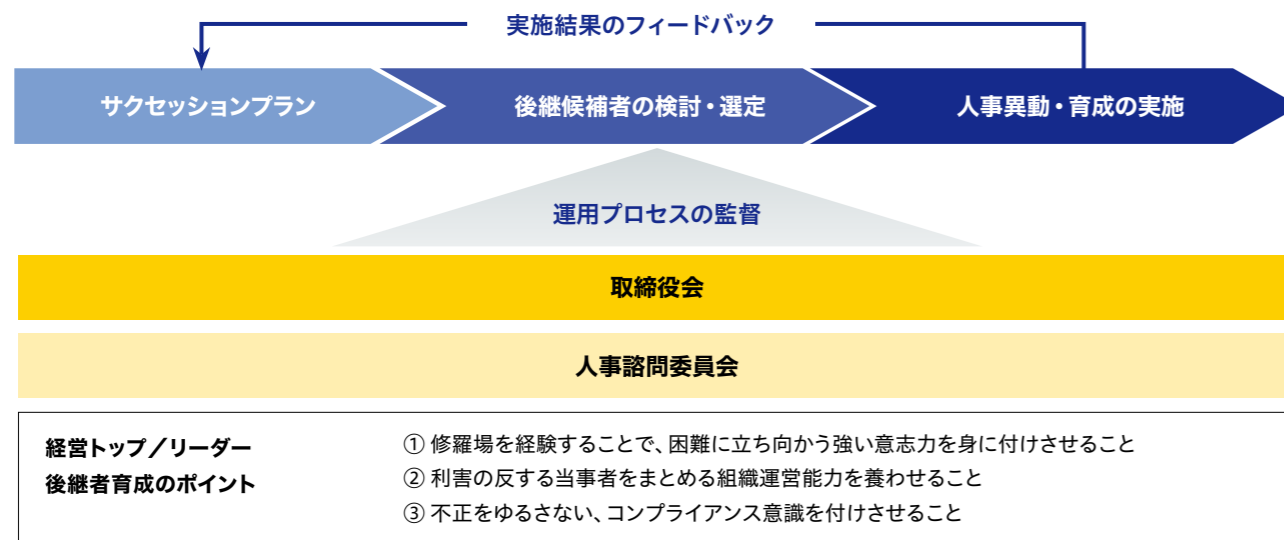 実施結果のフィードバック
サクセッションプラン
後継候補者の検討・選定
人事異動・育成の実施
運用プロセスの監督
取締役会
人事諮問委員会
経営トップ／リーダー
後継者育成のポイント
① 修羅場を経験することで、困難に立ち向かう強い意志力を身に付けさせること
② 利害の反する当事者をまとめる組織運営能力を養わせること
③ 不正をゆるさない、コンプライアンス意識を付けさせること